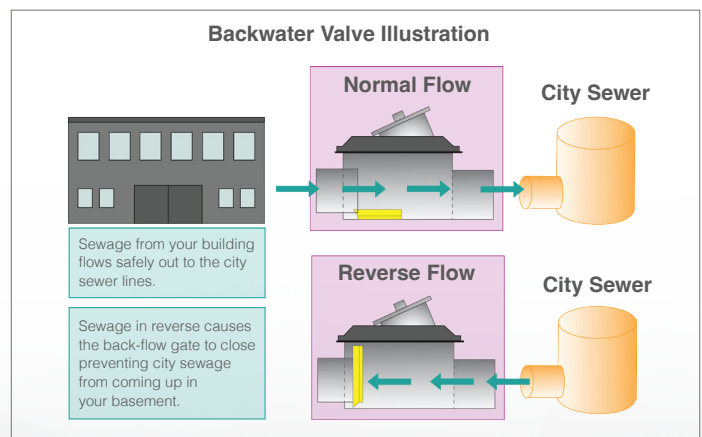 Backwater Valve Illustration
Normal Flow
City Sewer
Sewage from your building
flows safely out to the city
sewer lines.
Reverse Flow
City Sewer
Sewage in reverse causes
the back-flow gate to close
preventing city sewage
from coming up in
your basement.